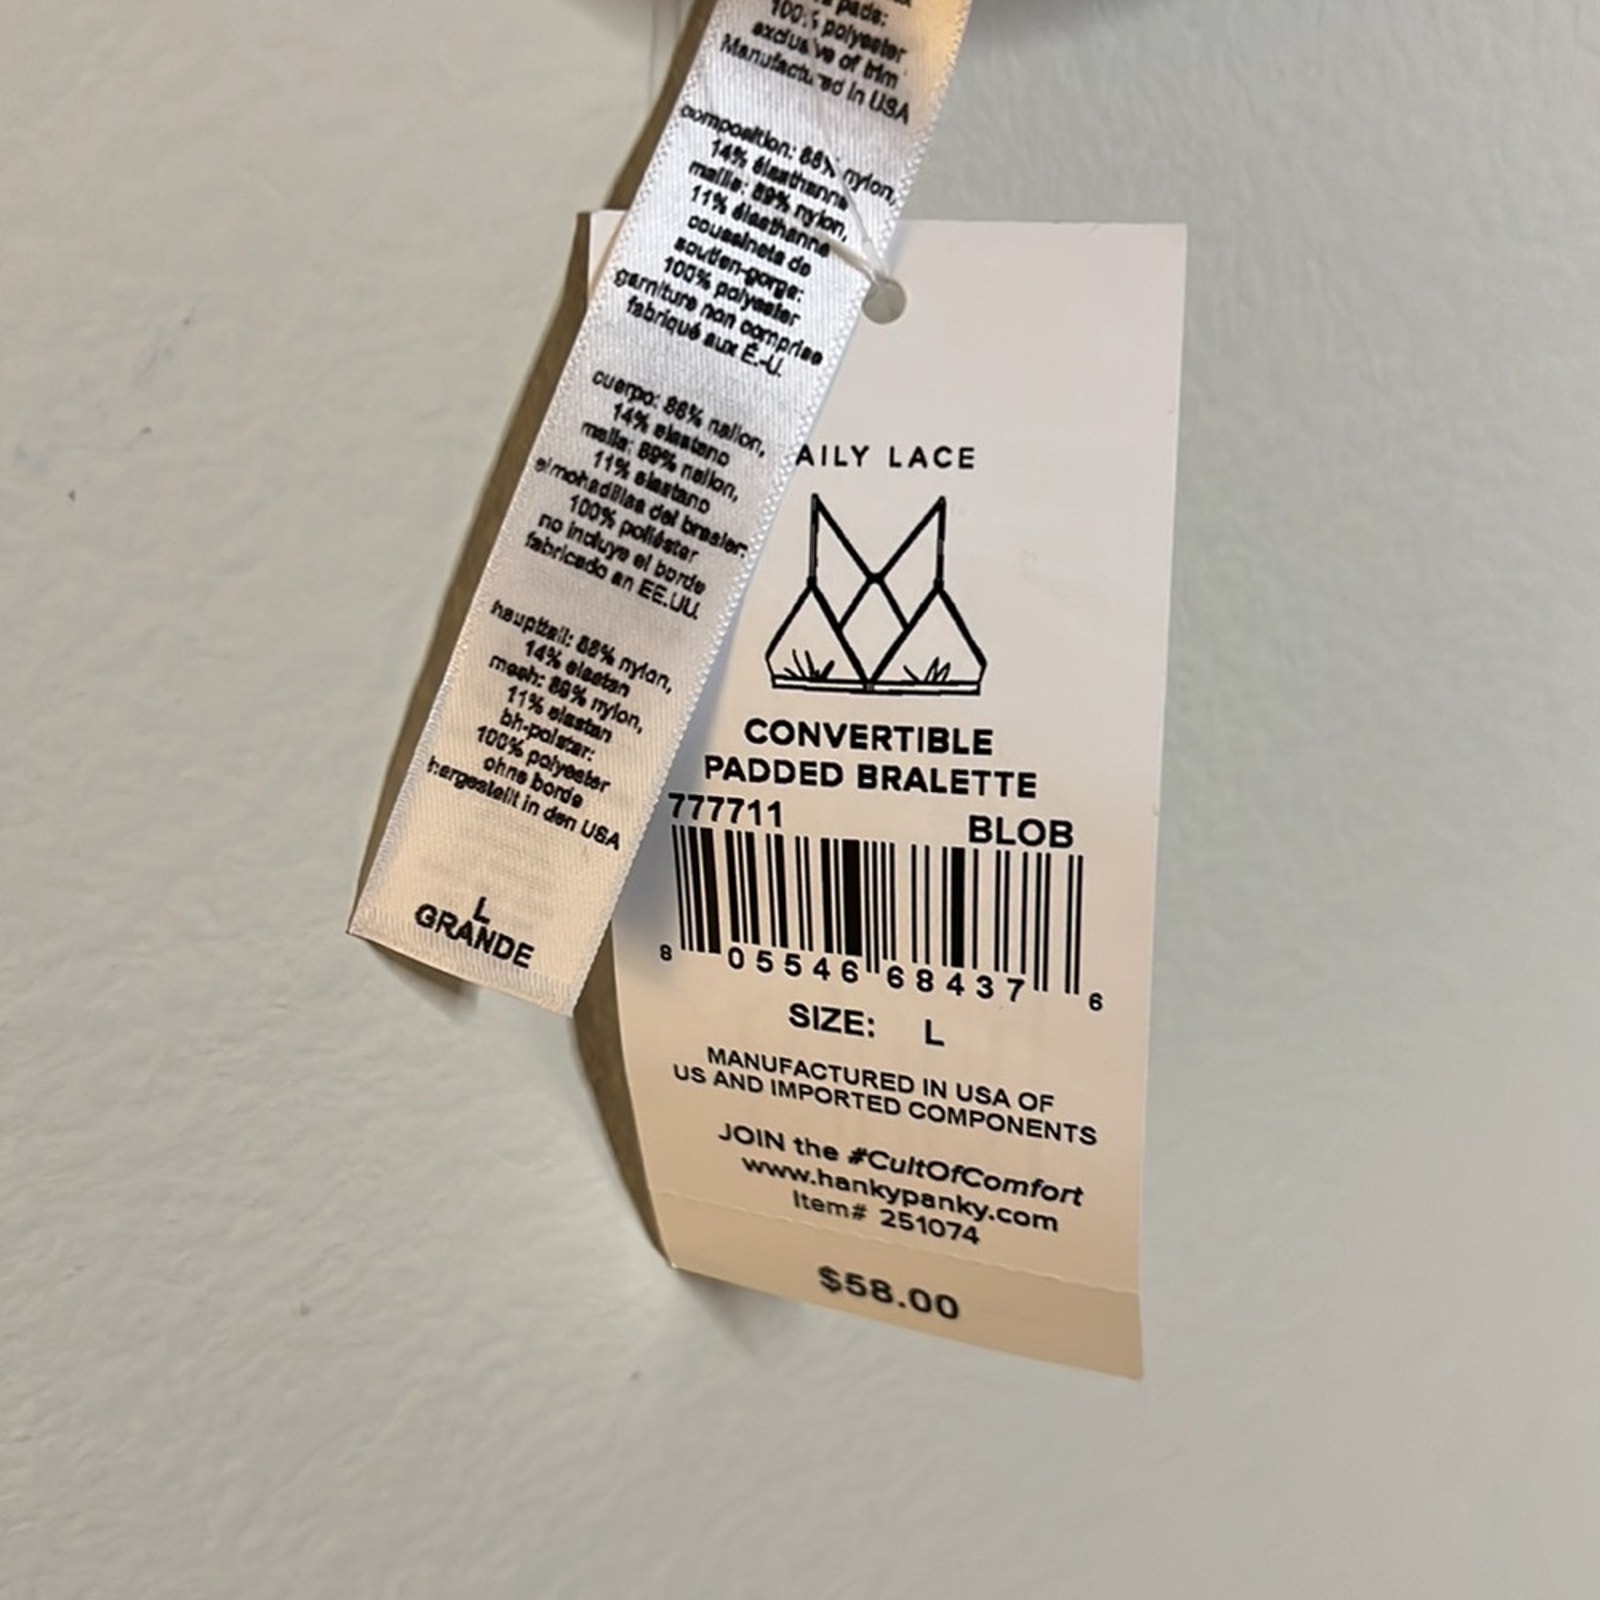 pads:
100% polyester
exclusive of trim
Manufactured in USA
composition: 86% nylon,
14% élasthanne
maille: 89% nylon,
11% élasthanne
coussinets de
soutien-gorge:
100% polyester
garniture non comprise
fabriqué aux É.-U.
cuerpo: 86% nailon,
14% elastano
malla: 89% nailon,
11% elastano
almohadillas del brasier:
100% poliéster
no incluye el borde
fabricado en EE.UU.
hauptteil: 86% nylon,
14% elastan
mesh: 89% nylon,
11% elastan
bh-polster:
100% polyester
ohne borde
hergestellt in den USA
L
GRANDE
AILY LACE
CONVERTIBLE
PADDED BRALETTE
777711 BLOB
8 05546 68437 6
SIZE: L
MANUFACTURED IN USA OF
US AND IMPORTED COMPONENTS
JOIN the #CultOfComfort
www.hankypanky.com
Item# 251074
$58.00